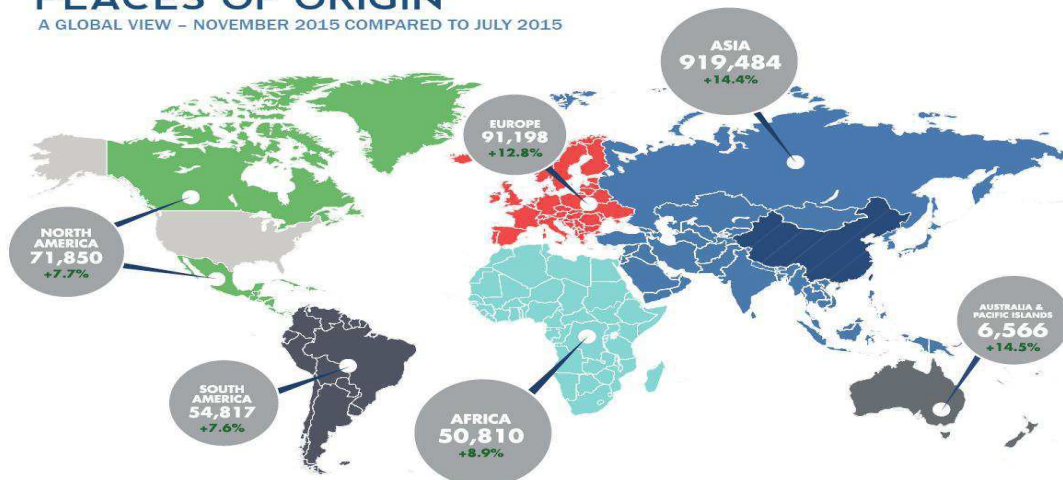 PLACES OF ORIGIN
A GLOBAL VIEW – NOVEMBER 2015 COMPARED TO JULY 2015
ASIA
919,484
+14.4%
EUROPE
91,198
+12.8%
NORTH
AMERICA
71,850
+7.7%
AUSTRALIA &
PACIFIC ISLANDS
6,566
+14.5%
SOUTH
AMERICA
54,817
+7.6%
AFRICA
50,810
+8.9%